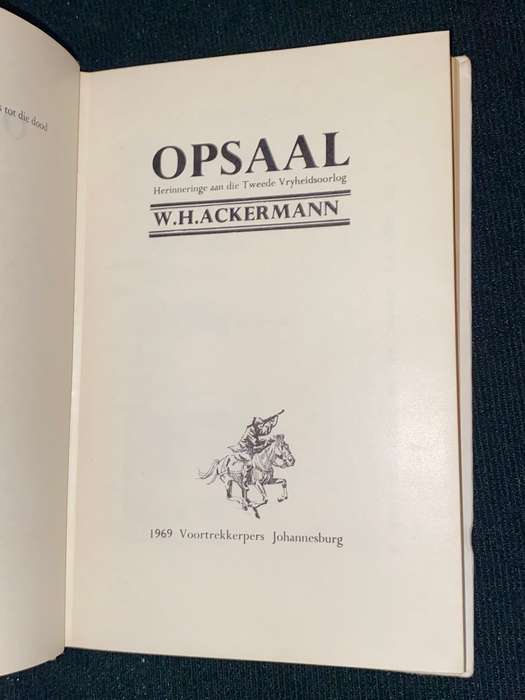 tot die dood
OPSAAL
Herinneringe aan die Tweede Vryheidsoorlog
W.H.ACKERMANN
1969 Voortrekkerpers Johannesburg